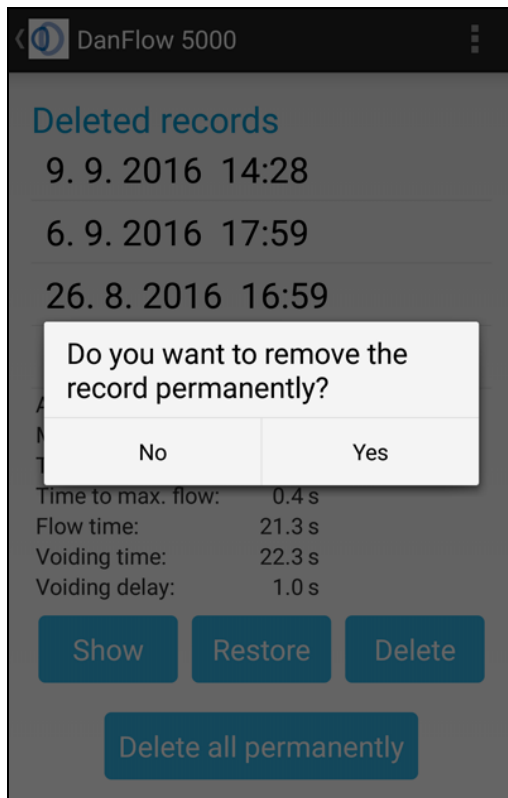 DanFlow 5000
Deleted records
9. 9. 2016 14:28
6. 9. 2016 17:59
26. 8. 2016 16:59
Do you want to remove the
record permanently?
No Yes
Time to max. flow: 0.4 s
Flow time: 21.3 s
Voiding time: 22.3 s
Voiding delay: 1.0 s
Show Restore Delete
Delete all permanently